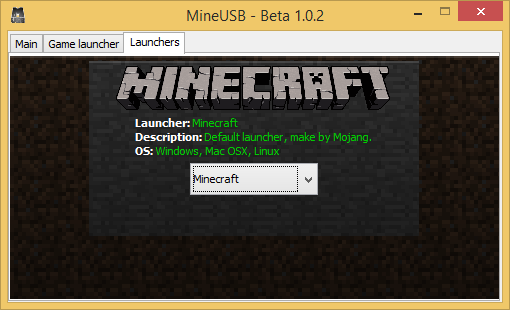 MineUSB - Beta 1.0.2
Main Game launcher Launchers
MINECRAFT
Launcher: Minecraft
Description: Default launcher, make by Mojang.
OS: Windows, Mac OSX, Linux
Minecraft